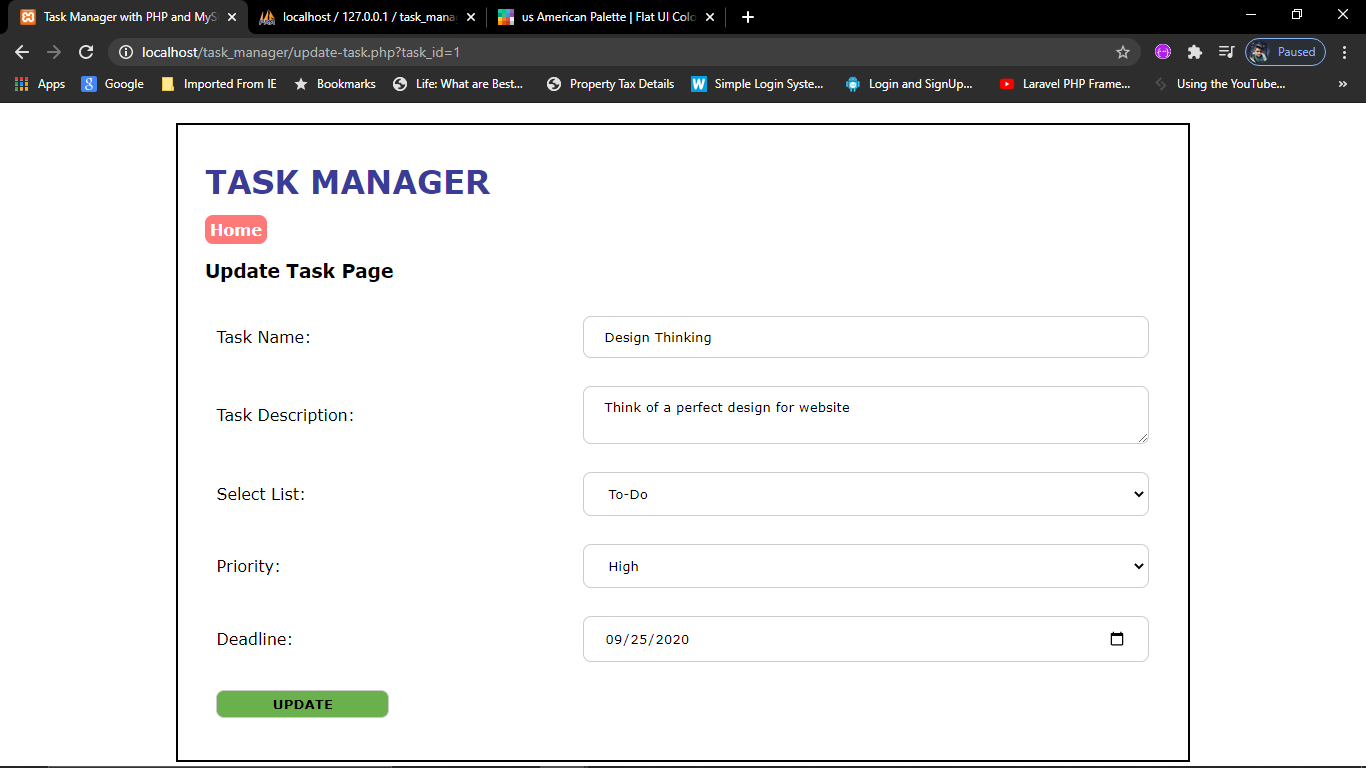 Task Manager with PHP and MyS
localhost / 127.0.0.1 / task_mana
us American Palette | Flat UI Colo
localhost/task_manager/update-task.php?task_id=1
Paused
Apps
Google
Imported From IE
Bookmarks
Life: What are Best...
Property Tax Details
Simple Login Syste...
Login and SignUp...
Laravel PHP Frame...
Using the YouTube...
TASK MANAGER
Home
Update Task Page
Task Name:
Design Thinking
Task Description:
Think of a perfect design for website
Select List:
To-Do
Priority:
High
Deadline:
09/25/2020
UPDATE